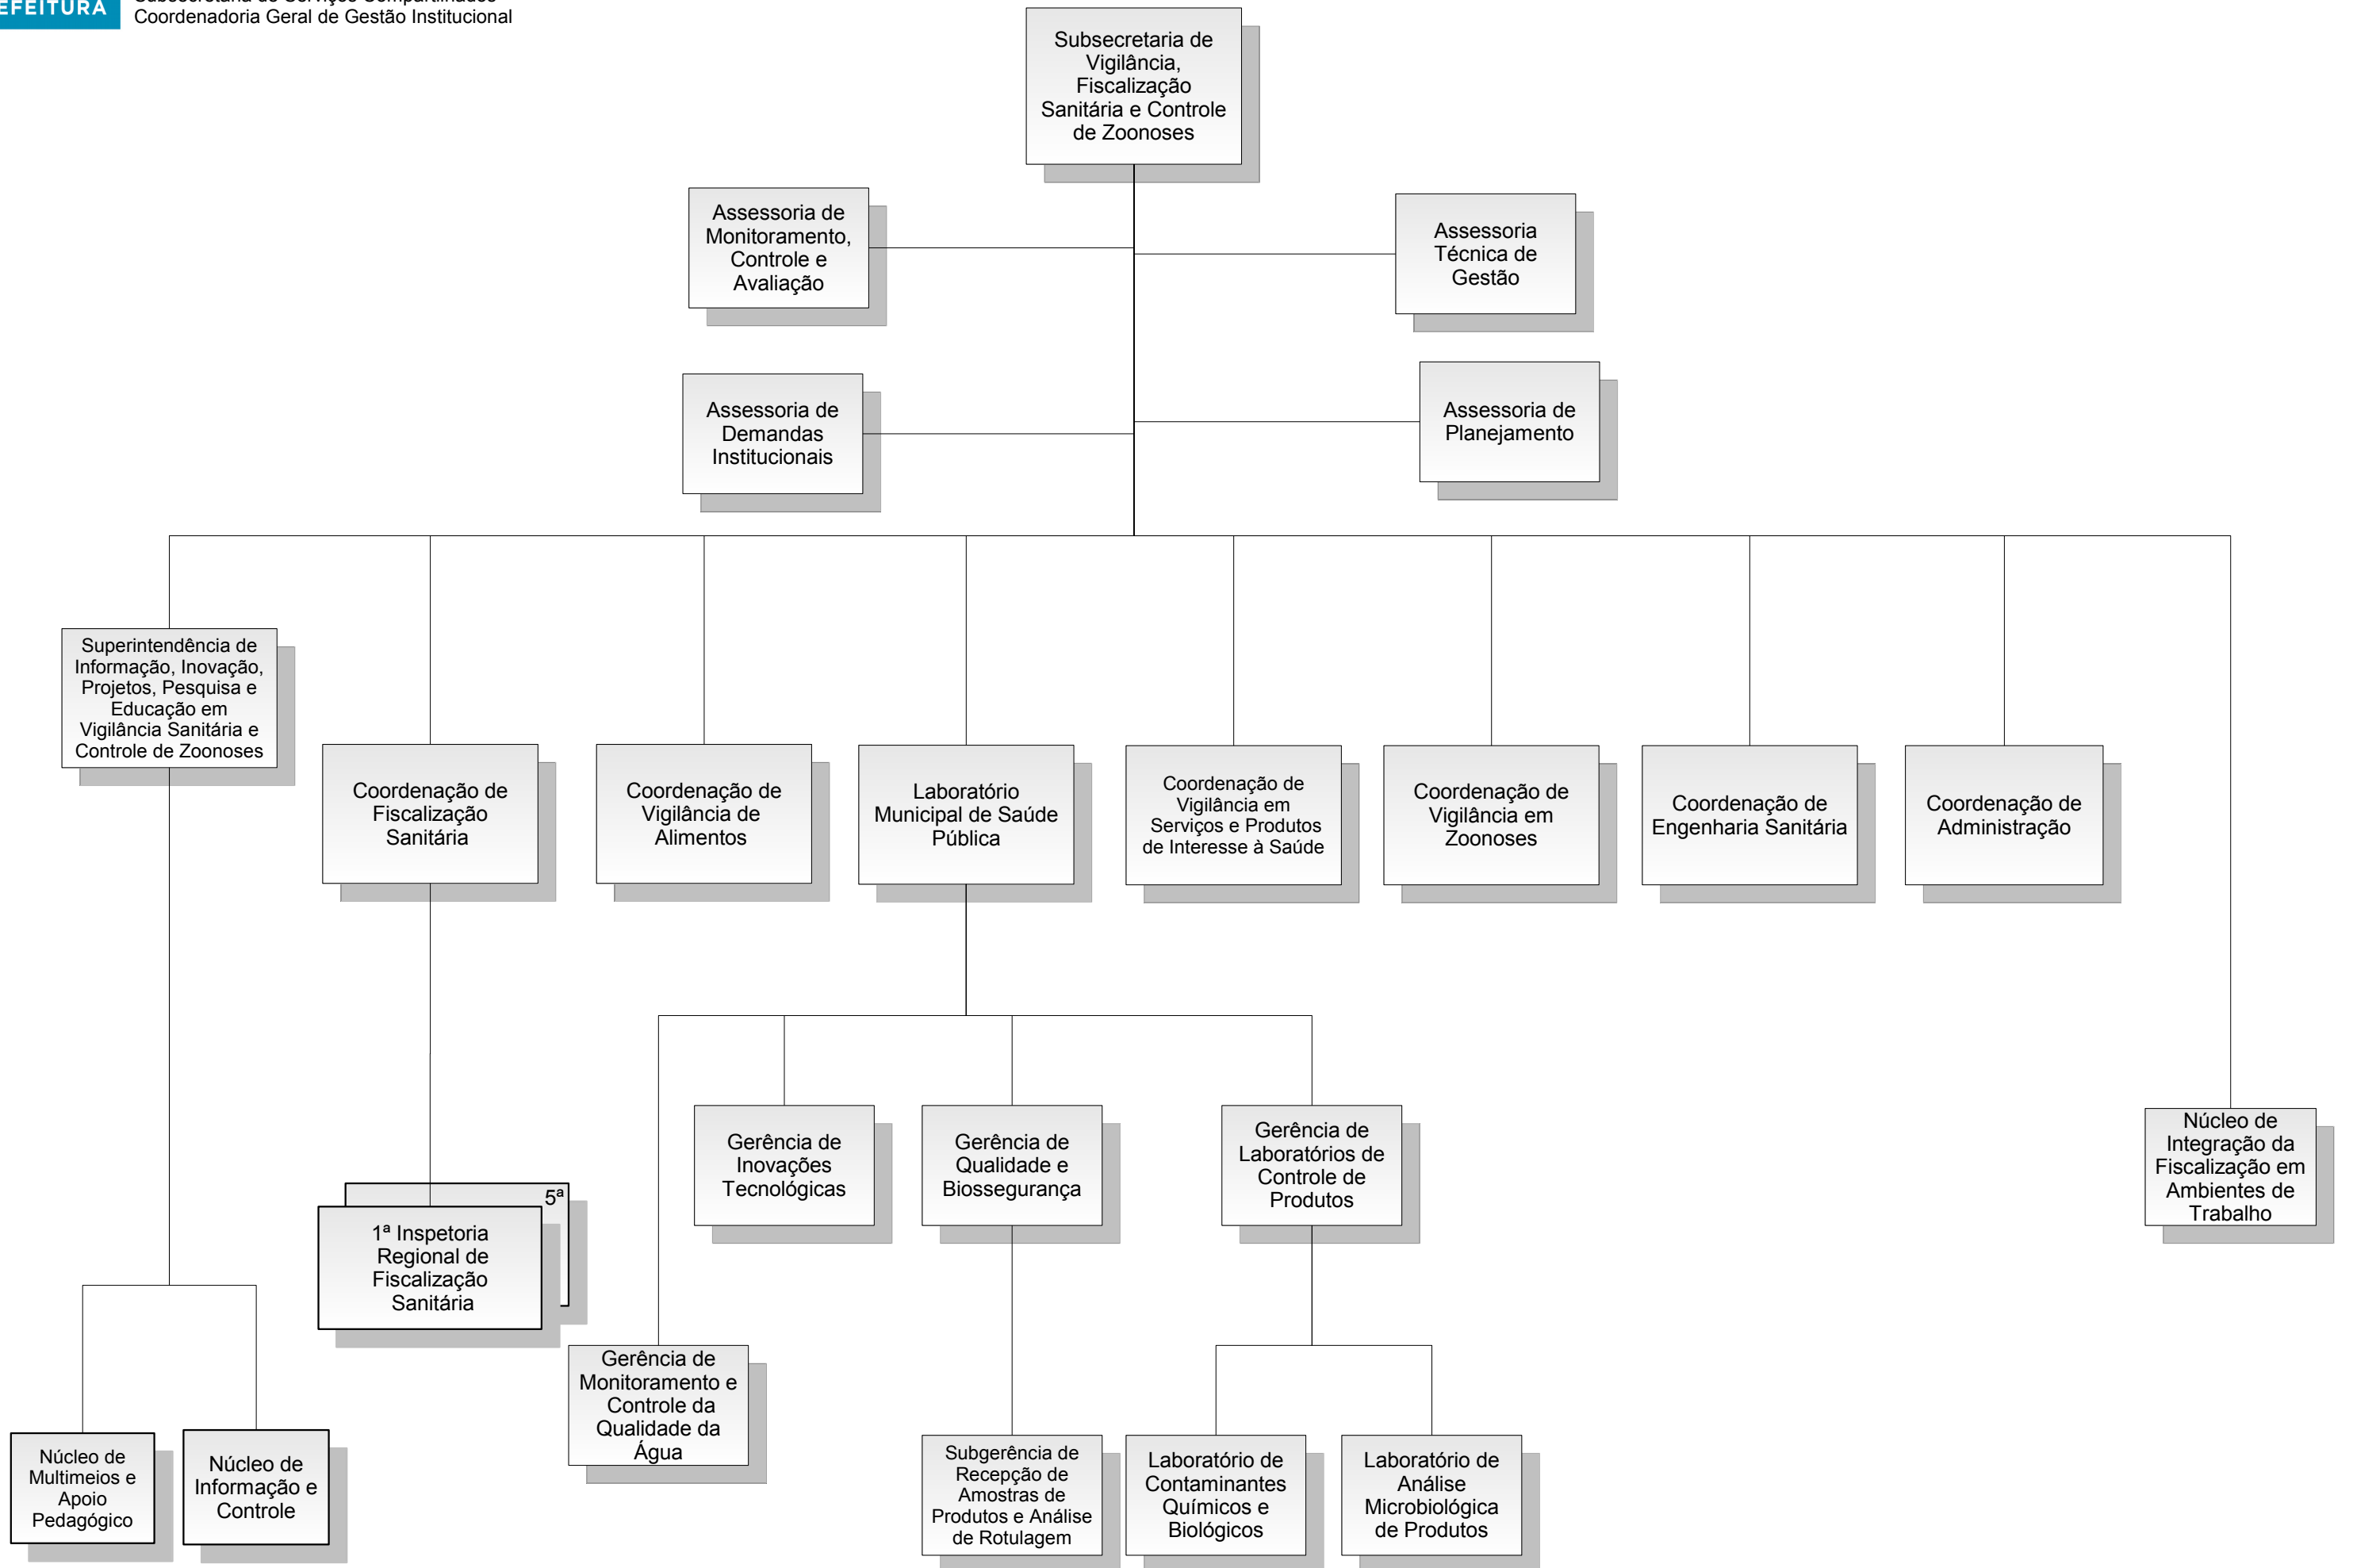 EFEITURA
Subsecretaria de Serviços Compartilhados
Coordenadoria Geral de Gestão Institucional
Subsecretaria de
Vigilância,
Fiscalização
Sanitária e Controle
de Zoonoses
Assessoria de
Monitoramento,
Controle e
Avaliação
Assessoria
Técnica de
Gestão
Assessoria de
Demandas
Institucionais
Assessoria de
Planejamento
Superintendência de
Informação, Inovação,
Projetos, Pesquisa e
Educação em
Vigilância Sanitária e
Controle de Zoonoses
Coordenação de
Fiscalização
Sanitária
Coordenação de
Vigilância de
Alimentos
Laboratório
Municipal de Saúde
Pública
Coordenação de
Vigilância em
Serviços e Produtos
de Interesse à Saúde
Coordenação de
Vigilância em
Zoonoses
Coordenação de
Engenharia Sanitária
Coordenação de
Administração
Gerência de
Inovações
Tecnológicas
Gerência de
Qualidade e
Biossegurança
Gerência de
Laboratórios de
Controle de
Produtos
Núcleo de
Integração da
Fiscalização em
Ambientes de
Trabalho
5ª
1ª Inspetoria
Regional de
Fiscalização
Sanitária
Gerência de
Monitoramento e
Controle da
Qualidade da
Água
Núcleo de
Multimeios e
Apoio
Pedagógico
Núcleo de
Informação e
Controle
Subgerência de
Recepção de
Amostras de
Produtos e Análise
de Rotulagem
Laboratório de
Contaminantes
Químicos e
Biológicos
Laboratório de
Análise
Microbiológica
de Produtos